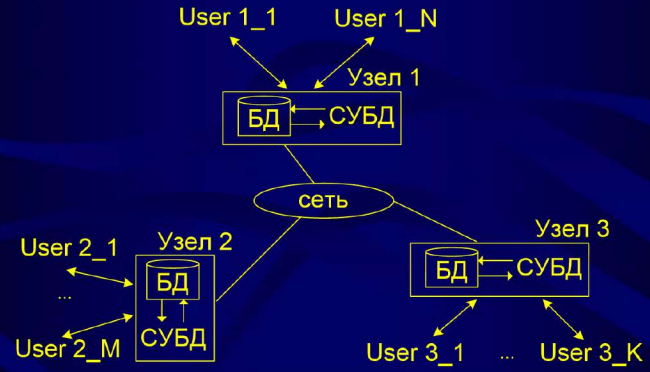 User 1_1
User 1_N
Узел 1
БД
СУБД
сеть
Узел 2
User 2_1
...
User 2_M
БД
СУБД
Узел 3
БД
СУБД
User 3_1 ... User 3_K